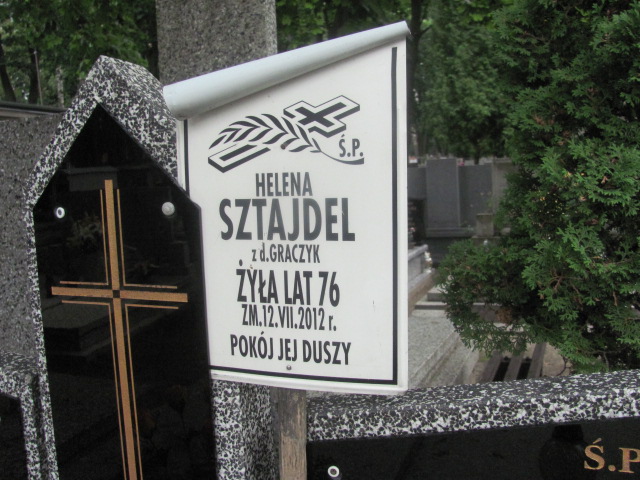 Ś.P.
HELENA
SZTAJDEL
z d.GRACZYK
ŻYŁA LAT 76
ZM.12.VII.2012 r.
POKÓJ JEJ DUSZY
Ś.P